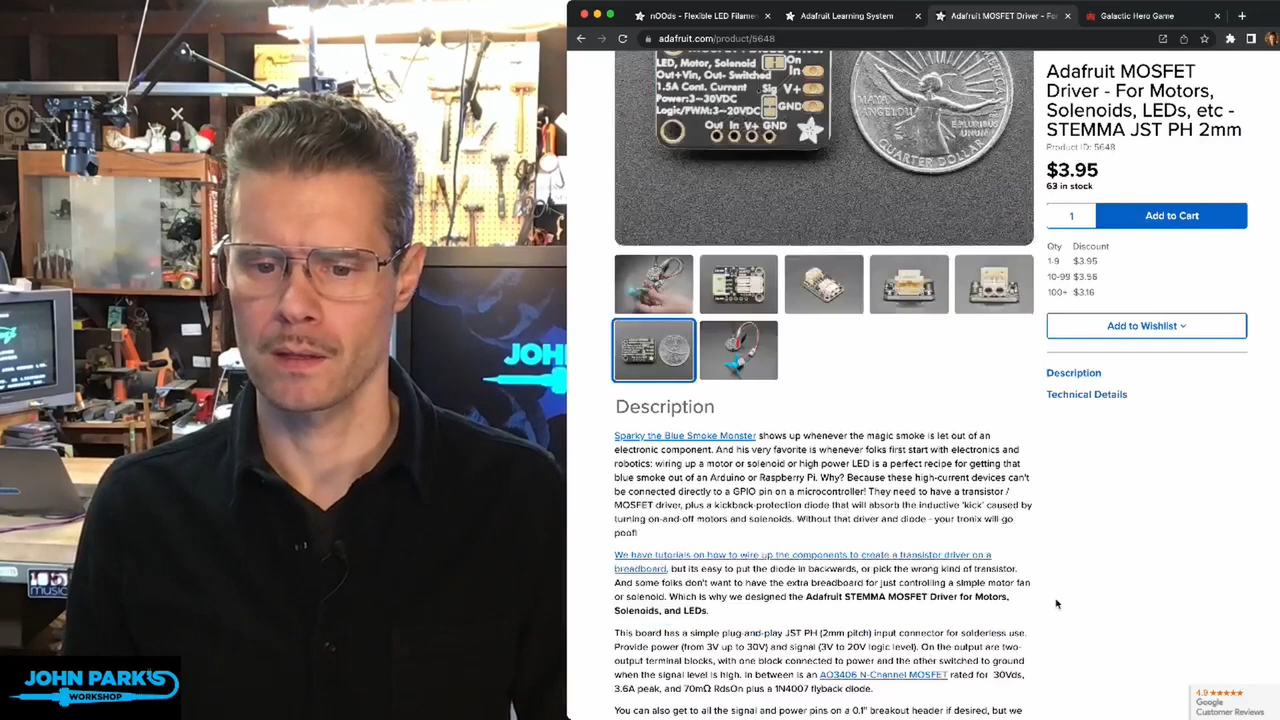 nOOds - Flexible LED Filamen
Adafruit Learning System
Adafruit MOSFET Driver - For
Galactic Hero Game
adafruit.com/product/5648
LED, Motor, Solenoid
Out+Vin, Out- Switched
1.5A Cont. Current
Power:3~30VDC
Logic/PWM:3~20VDC
On
In
Sig
V+
GND
Out In V+ GND
MAYA
ANGELOU
E PLURIBUS
UNUM
QUARTER DOLLAR
Adafruit MOSFET
Driver - For Motors,
Solenoids, LEDs, etc -
STEMMA JST PH 2mm
Product ID: 5648
$3.95
63 in stock
1
Add to Cart
Qty Discount
1-9 $3.95
10-99 $3.56
100+ $3.16
Add to Wishlist
Description
Technical Details
Description
Sparky the Blue Smoke Monster shows up whenever the magic smoke is let out of an
electronic component. And his very favorite is whenever folks first start with electronics and
robotics: wiring up a motor or solenoid or high power LED is a perfect recipe for getting that
blue smoke out of an Arduino or Raspberry Pi. Why? Because these high-current devices can't
be connected directly to a GPIO pin on a microcontroller! They need to have a transistor /
MOSFET driver, plus a kickback-protection diode that will absorb the inductive 'kick' caused by
turning on-and-off motors and solenoids. Without that driver and diode - your tronix will go
poof!
We have tutorials on how to wire up the components to create a transistor driver on a
breadboard, but its easy to put the diode in backwards, or pick the wrong kind of transistor.
And some folks don't want to have the extra breadboard for just controlling a simple motor fan
or solenoid. Which is why we designed the Adafruit STEMMA MOSFET Driver for Motors,
Solenoids, and LEDs.
This board has a simple plug-and-play JST PH (2mm pitch) input connector for solderless use.
Provide power (from 3V up to 30V) and signal (3V to 20V logic level). On the output are two-
output terminal blocks, with one block connected to power and the other switched to ground
when the signal level is high. In between is an AO3406 N-Channel MOSFET rated for 30Vds,
3.6A peak, and 70mΩ RdsOn plus a 1N4007 flyback diode.
You can also get to all the signal and power pins on a 0.1" breakout header if desired, but we
4.9 ★★★★★
Google
Customer Reviews
JOH
music
JOHN PARK'S
WORKSHOP